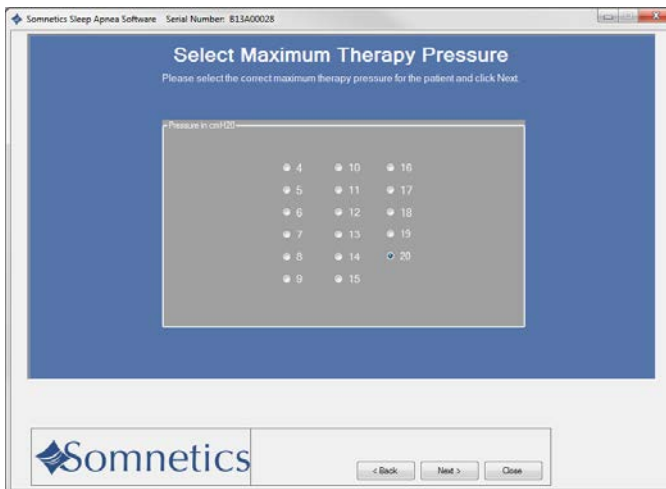 Somnetics Sleep Apnea Software Serial Number: B13A00028
Select Maximum Therapy Pressure
Please select the correct maximum therapy pressure for the patient and click Next.
Pressure in cmH20
4 10 16
5 11 17
6 12 18
7 13 19
8 14 20
9 15
Somnetics
< Back Next > Close